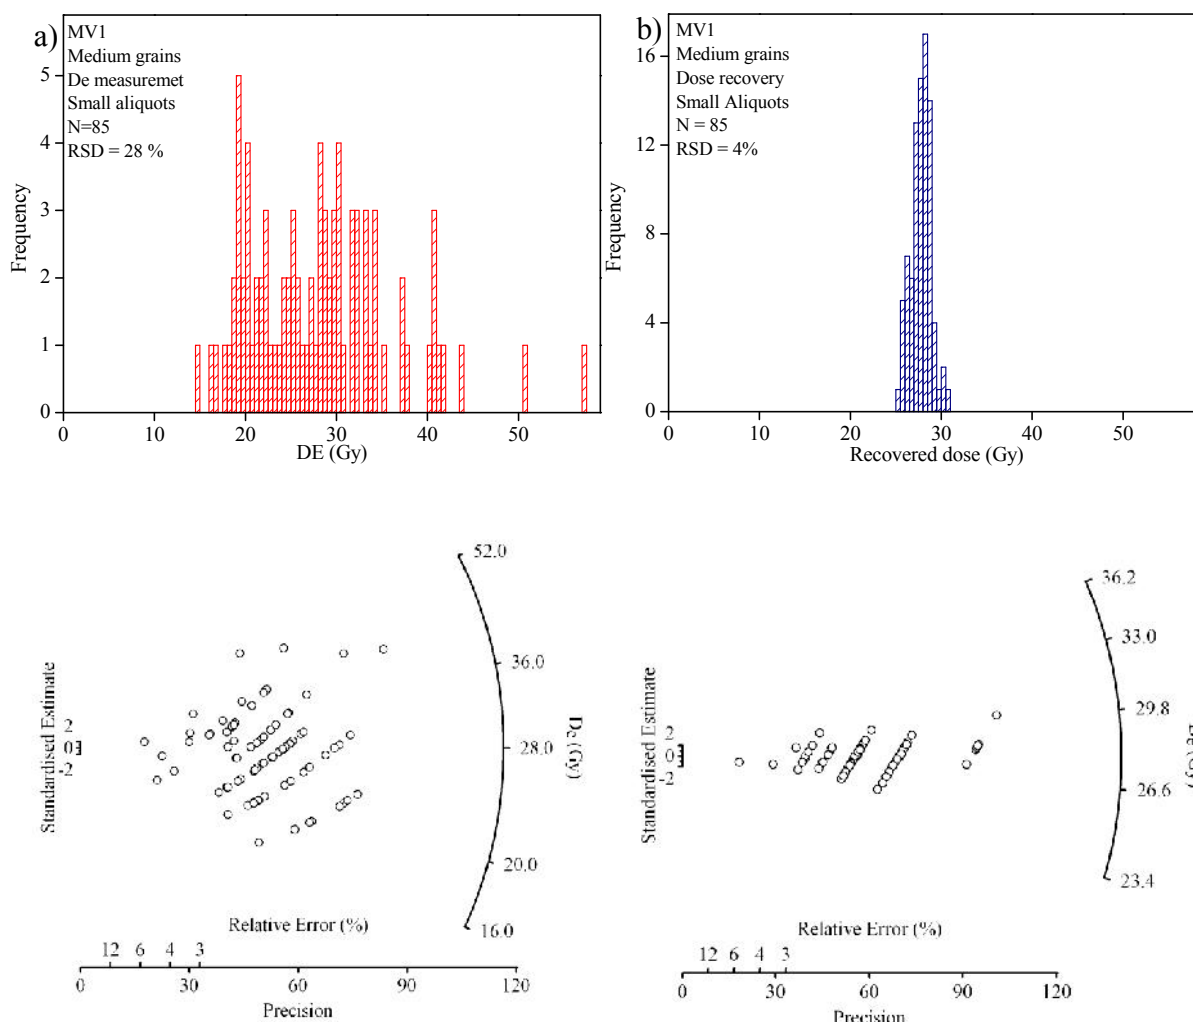 a)
MV1
Medium grains
De measuremet
Small aliquots
N=85
RSD = 28 %
Frequency
5
4
3
2
1
0
0 10 20 30 40 50
DE (Gy)
b)
MV1
Medium grains
Dose recovery
Small Aliquots
N = 85
RSD = 4%
Frequency
16
12
8
4
0
0 10 20 30 40 50
Recovered dose (Gy)
Standardised Estimate
2
0
-2
52.0
36.0
28.0
20.0
16.0
De (Gy)
Relative Error (%)
12 6 4 3
0 30 60 90 120
Precision
Standardised Estimate
2
0
-2
36.2
33.0
29.8
26.6
23.4
Relative Error (%)
12 6 4 3
0 30 60 90 120
Precision